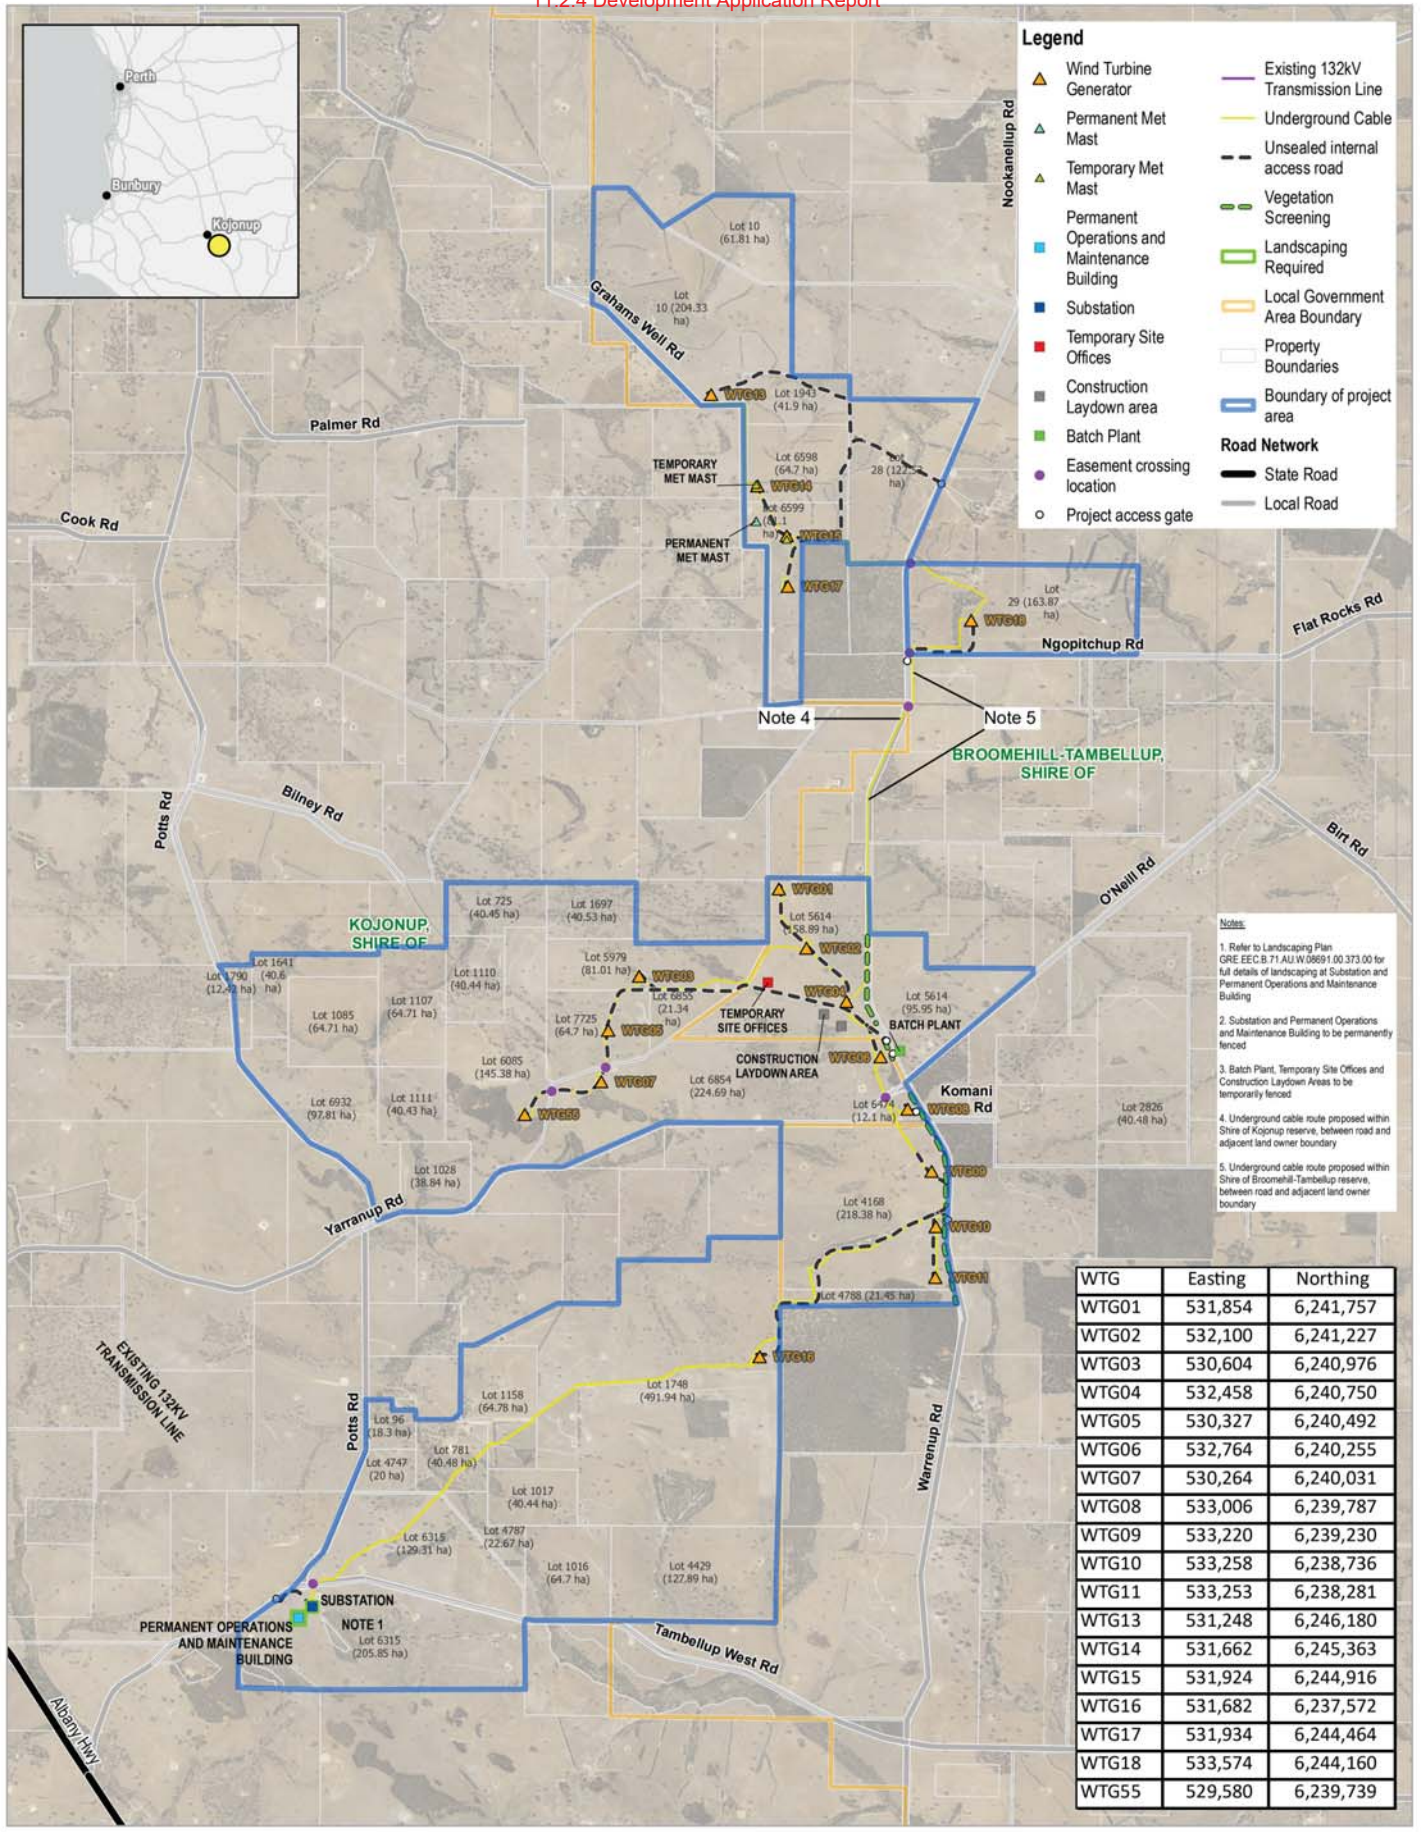 11.2.4 Development Application Report
Perth
Bunbury
Kojonup
Legend
Wind Turbine
Generator
Permanent Met
Mast
Temporary Met
Mast
Permanent
Operations and
Maintenance
Building
Substation
Temporary Site
Offices
Construction
Laydown area
Batch Plant
Easement crossing
location
Project access gate
Existing 132kV
Transmission Line
Underground Cable
Unsealed internal
access road
Vegetation
Screening
Landscaping
Required
Local Government
Area Boundary
Property
Boundaries
Boundary of project
area
Road Network
State Road
Local Road
Nookanellup Rd
Lot 10
(61.81 ha)
Lot
10 (204.33
ha)
Grahams Well Rd
WTG13
Lot 1943
(41.9 ha)
Palmer Rd
Lot 6598
(64.7 ha)
Lot
28 (122.53
ha)
TEMPORARY
MET MAST
WTG14
Lot 6599
ha)
WTG15
PERMANENT
MET MAST
Cook Rd
WTG17
Lot
29 (163.87
ha)
WTG18
Flat Rocks Rd
Ngopitchup Rd
Note 4
Note 5
BROOMEHILL-TAMBELLUP,
SHIRE OF
Potts Rd
Bilney Rd
Birt Rd
O'Neill Rd
WTG01
Lot 725
(40.45 ha)
Lot 1697
(40.53 ha)
Lot 5614
(158.89 ha)
KOJONUP,
SHIRE OF
WTG02
Lot 5979
(81.01 ha)
WTG03
Lot 1790
(12.42 ha)
Lot 1641
(40.6
ha)
Lot 1110
(40.44 ha)
Lot 1107
(64.71 ha)
Lot 1085
(64.71 ha)
Lot 6855
(21.34
ha)
WTG04
Lot 5614
(95.95 ha)
TEMPORARY
SITE OFFICES
BATCH PLANT
Lot 7725
(64.7 ha)
WTG05
CONSTRUCTION
LAYDOWN AREA
WTG06
Lot 6085
(145.38 ha)
WTG07
Lot 6854
(224.69 ha)
Komani
Rd
Lot 6932
(97.81 ha)
Lot 1111
(40.43 ha)
WTG55
Lot 6474
(12.1 ha)
WTG08
Lot 2826
(40.48 ha)
Lot 1028
(38.84 ha)
WTG09
Yarranup Rd
Lot 4168
(218.38 ha)
WTG10
WTG11
Lot 4788 (21.45 ha)
WTG16
EXISTING 132KV
TRANSMISSION LINE
Potts Rd
Lot 1748
(491.94 ha)
Lot 1158
(64.78 ha)
Lot 96
(18.3 ha)
Lot 781
(40.48 ha)
Lot 4747
(20 ha)
Lot 1017
(40.44 ha)
Warrenup Rd
Lot 6315
(129.31 ha)
Lot 4787
(22.67 ha)
Lot 1016
(64.7 ha)
Lot 4429
(127.89 ha)
SUBSTATION
NOTE 1
PERMANENT OPERATIONS
AND MAINTENANCE
BUILDING
Lot 6315
(205.85 ha)
Tambellup West Rd
Albany Hwy
Notes:
1. Refer to Landscaping Plan
GRE.EEC.B.71.AU.W.08691.00.373.00 for
full details of landscaping at Substation and
Permanent Operations and Maintenance
Building
2. Substation and Permanent Operations
and Maintenance Building to be permanently
fenced
3. Batch Plant, Temporary Site Offices and
Construction Laydown Areas to be
temporarily fenced
4. Underground cable route proposed within
Shire of Kojonup reserve, between road and
adjacent land owner boundary
5. Underground cable route proposed within
Shire of Broomehill-Tambellup reserve,
between road and adjacent land owner
boundary
WTG Easting Northing
WTG01 531,854 6,241,757
WTG02 532,100 6,241,227
WTG03 530,604 6,240,976
WTG04 532,458 6,240,750
WTG05 530,327 6,240,492
WTG06 532,764 6,240,255
WTG07 530,264 6,240,031
WTG08 533,006 6,239,787
WTG09 533,220 6,239,230
WTG10 533,258 6,238,736
WTG11 533,253 6,238,281
WTG13 531,248 6,246,180
WTG14 531,662 6,245,363
WTG15 531,924 6,244,916
WTG16 531,682 6,237,572
WTG17 531,934 6,244,464
WTG18 533,574 6,244,160
WTG55 529,580 6,239,739